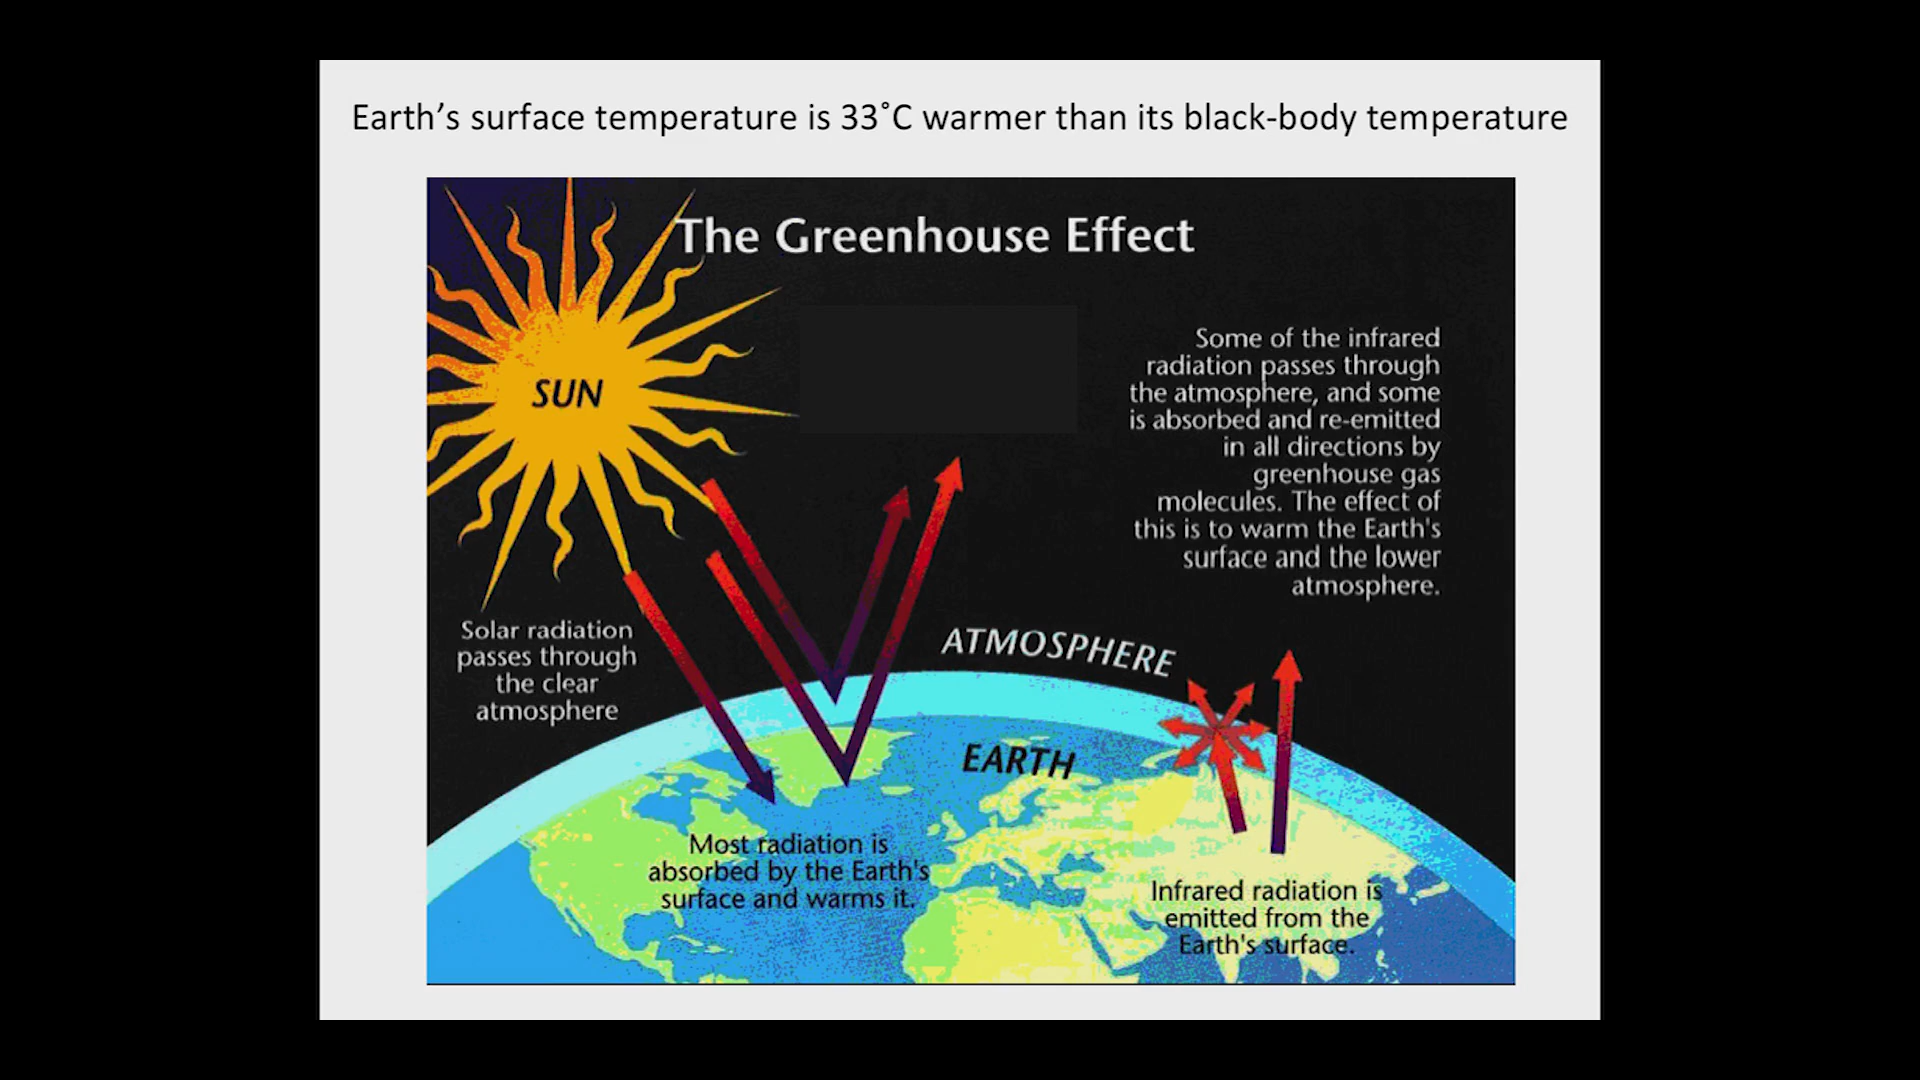 Earth’s surface temperature is 33˚C warmer than its black-body temperature
The Greenhouse Effect
SUN
Some of the infrared
radiation passes through
the atmosphere, and some
is absorbed and re-emitted
in all directions by
greenhouse gas
molecules. The effect of
this is to warm the Earth's
surface and the lower
atmosphere.
Solar radiation
passes through
the clear
atmosphere
ATMOSPHERE
EARTH
Most radiation is
absorbed by the Earth's
surface and warms it.
Infrared radiation is
emitted from the
Earth's surface.